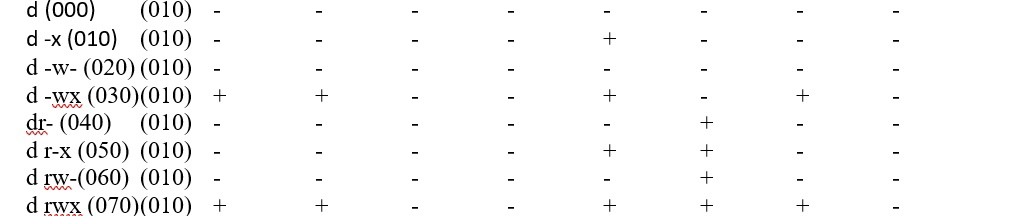 d (000) (010) - - - - - - - -
d -x (010) (010) - - - - + - - -
d -w- (020) (010) - - - - - - - -
d -wx (030)(010) + + - - + - + -
dr- (040) (010) - - - - - + - -
d r-x (050) (010) - - - - + + - -
d rw-(060) (010) - - - - - + - -
d rwx (070)(010) + + - - + + + -